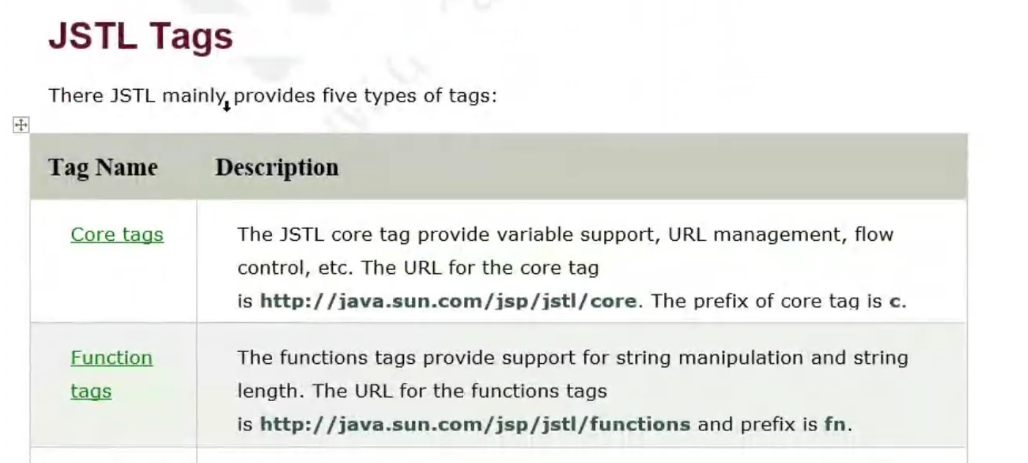 JSTL Tags
There JSTL mainly provides five types of tags:
Tag Name Description
Core tags
The JSTL core tag provide variable support, URL management, flow
control, etc. The URL for the core tag
is http://java.sun.com/jsp/jstl/core. The prefix of core tag is c.
Function
tags
The functions tags provide support for string manipulation and string
length. The URL for the functions tags
is http://java.sun.com/jsp/jstl/functions and prefix is fn.